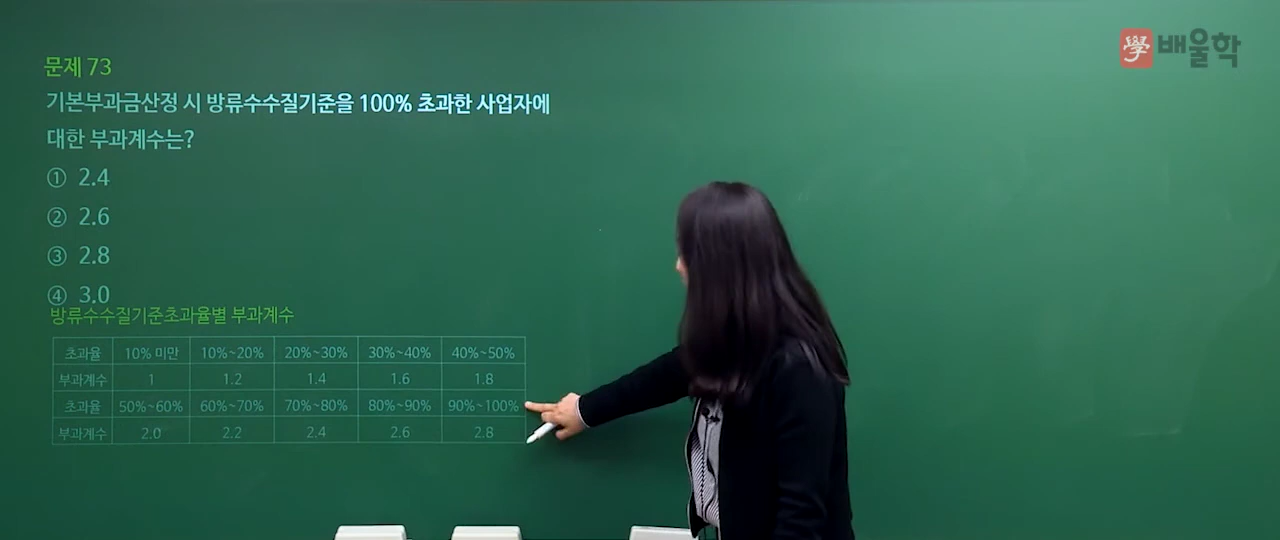 學 배울학
문제 73
기본부과금산정 시 방류수수질기준을 100% 초과한 사업자에
대한 부과계수는?
① 2.4
② 2.6
③ 2.8
④ 3.0
방류수수질기준초과율별 부과계수
초과율 10% 미만 10%~20% 20%~30% 30%~40% 40%~50%
부과계수 1 1.2 1.4 1.6 1.8
초과율 50%~60% 60%~70% 70%~80% 80%~90% 90%~100%
부과계수 2.0 2.2 2.4 2.6 2.8